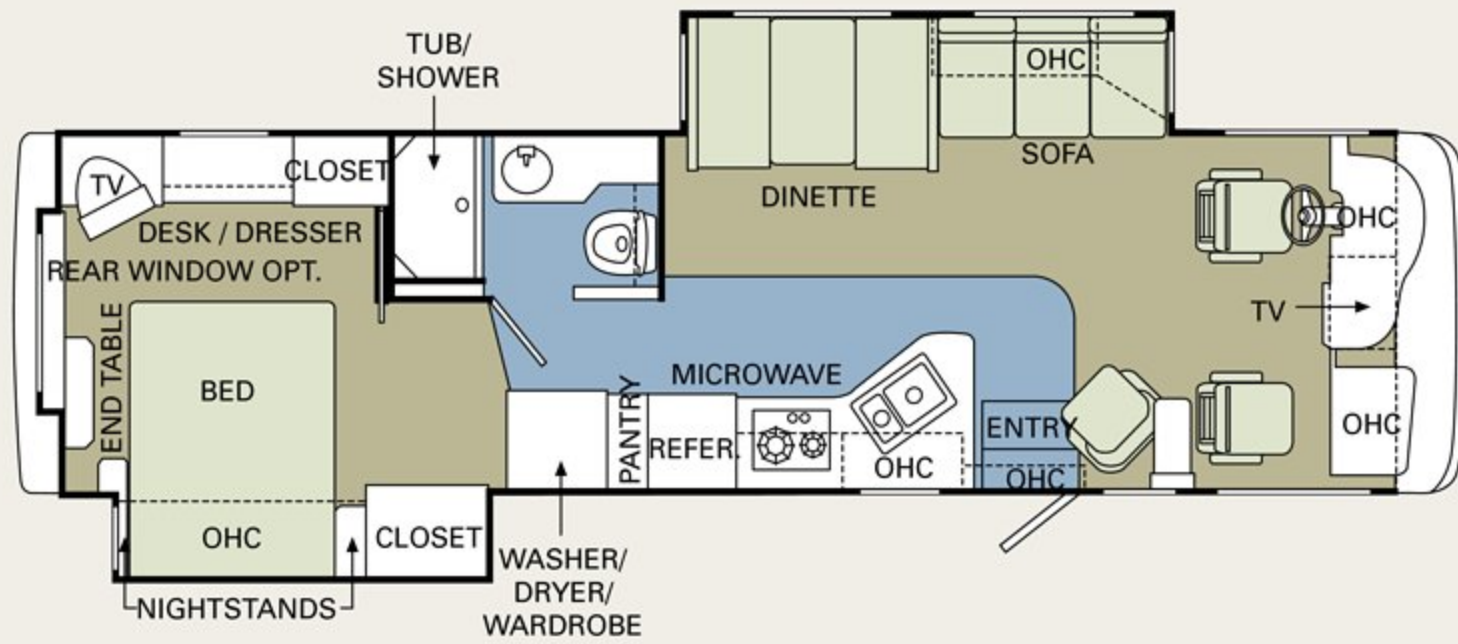 TUB/
SHOWER
OHC
TV
CLOSET
SOFA
DINETTE
DESK / DRESSER
OHC
REAR WINDOW OPT.
TV
END TABLE
BED
MICROWAVE
PANTRY
REFER.
OHC
ENTRY
OHC
OHC
OHC
CLOSET
NIGHTSTANDS
WASHER/
DRYER/
WARDROBE